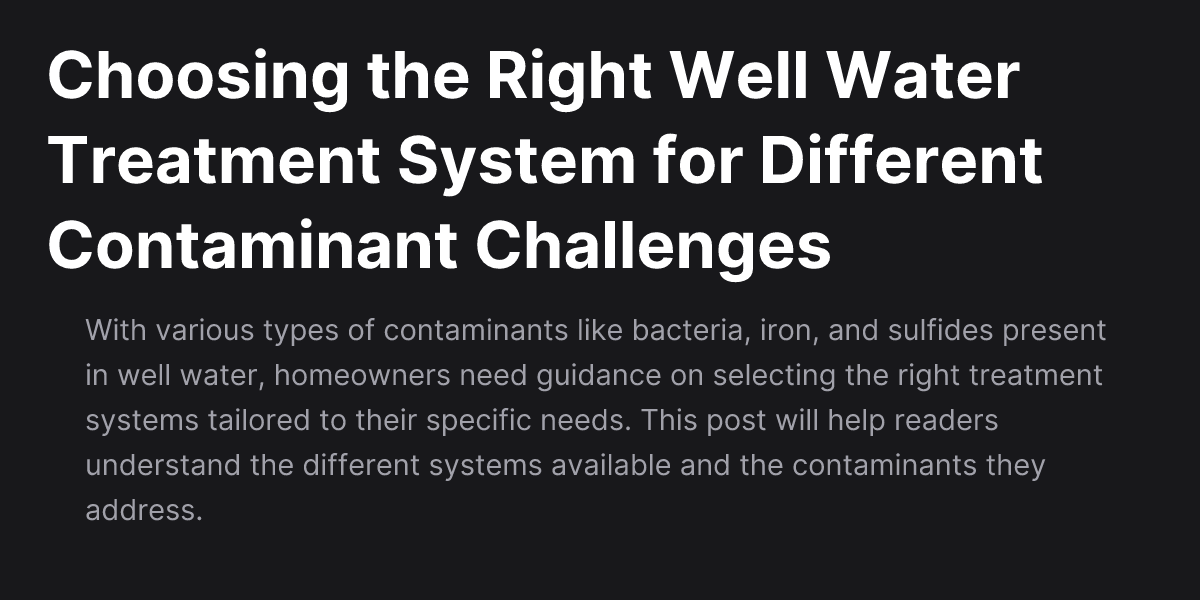 Choosing the Right Well Water
Treatment System for Different
Contaminant Challenges
With various types of contaminants like bacteria, iron, and sulfides present
in well water, homeowners need guidance on selecting the right treatment
systems tailored to their specific needs. This post will help readers
understand the different systems available and the contaminants they
address.